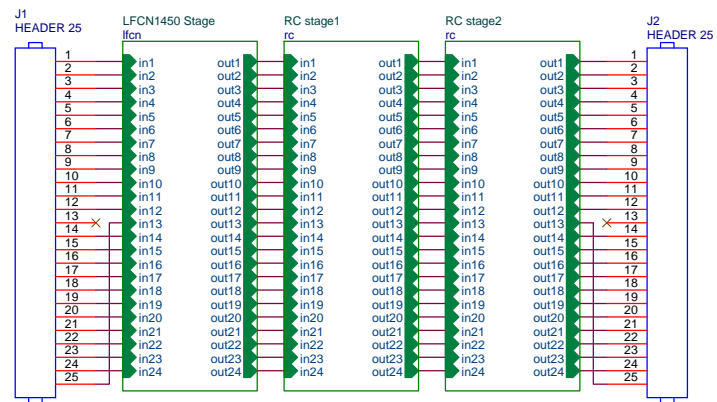 J1
HEADER 25
LFCN1450 Stage
lfcn
RC stage1
rc
RC stage2
rc
J2
HEADER 25
1 in1 out1 in1 out1 in1 out1 1
2 in2 out2 in2 out2 in2 out2 2
3 in3 out3 in3 out3 in3 out3 3
4 in4 out4 in4 out4 in4 out4 4
5 in5 out5 in5 out5 in5 out5 5
6 in6 out6 in6 out6 in6 out6 6
7 in7 out7 in7 out7 in7 out7 7
8 in8 out8 in8 out8 in8 out8 8
9 in9 out9 in9 out9 in9 out9 9
10 in10 out10 in10 out10 in10 out10 10
11 in11 out11 in11 out11 in11 out11 11
12 in12 out12 in12 out12 in12 out12 12
13 in13 out13 in13 out13 in13 out13 13
14 in14 out14 in14 out14 in14 out14 14
15 in15 out15 in15 out15 in15 out15 15
16 in16 out16 in16 out16 in16 out16 16
17 in17 out17 in17 out17 in17 out17 17
18 in18 out18 in18 out18 in18 out18 18
19 in19 out19 in19 out19 in19 out19 19
20 in20 out20 in20 out20 in20 out20 20
21 in21 out21 in21 out21 in21 out21 21
22 in22 out22 in22 out22 in22 out22 22
23 in23 out23 in23 out23 in23 out23 23
24 in24 out24 in24 out24 in24 out24 24
25 25